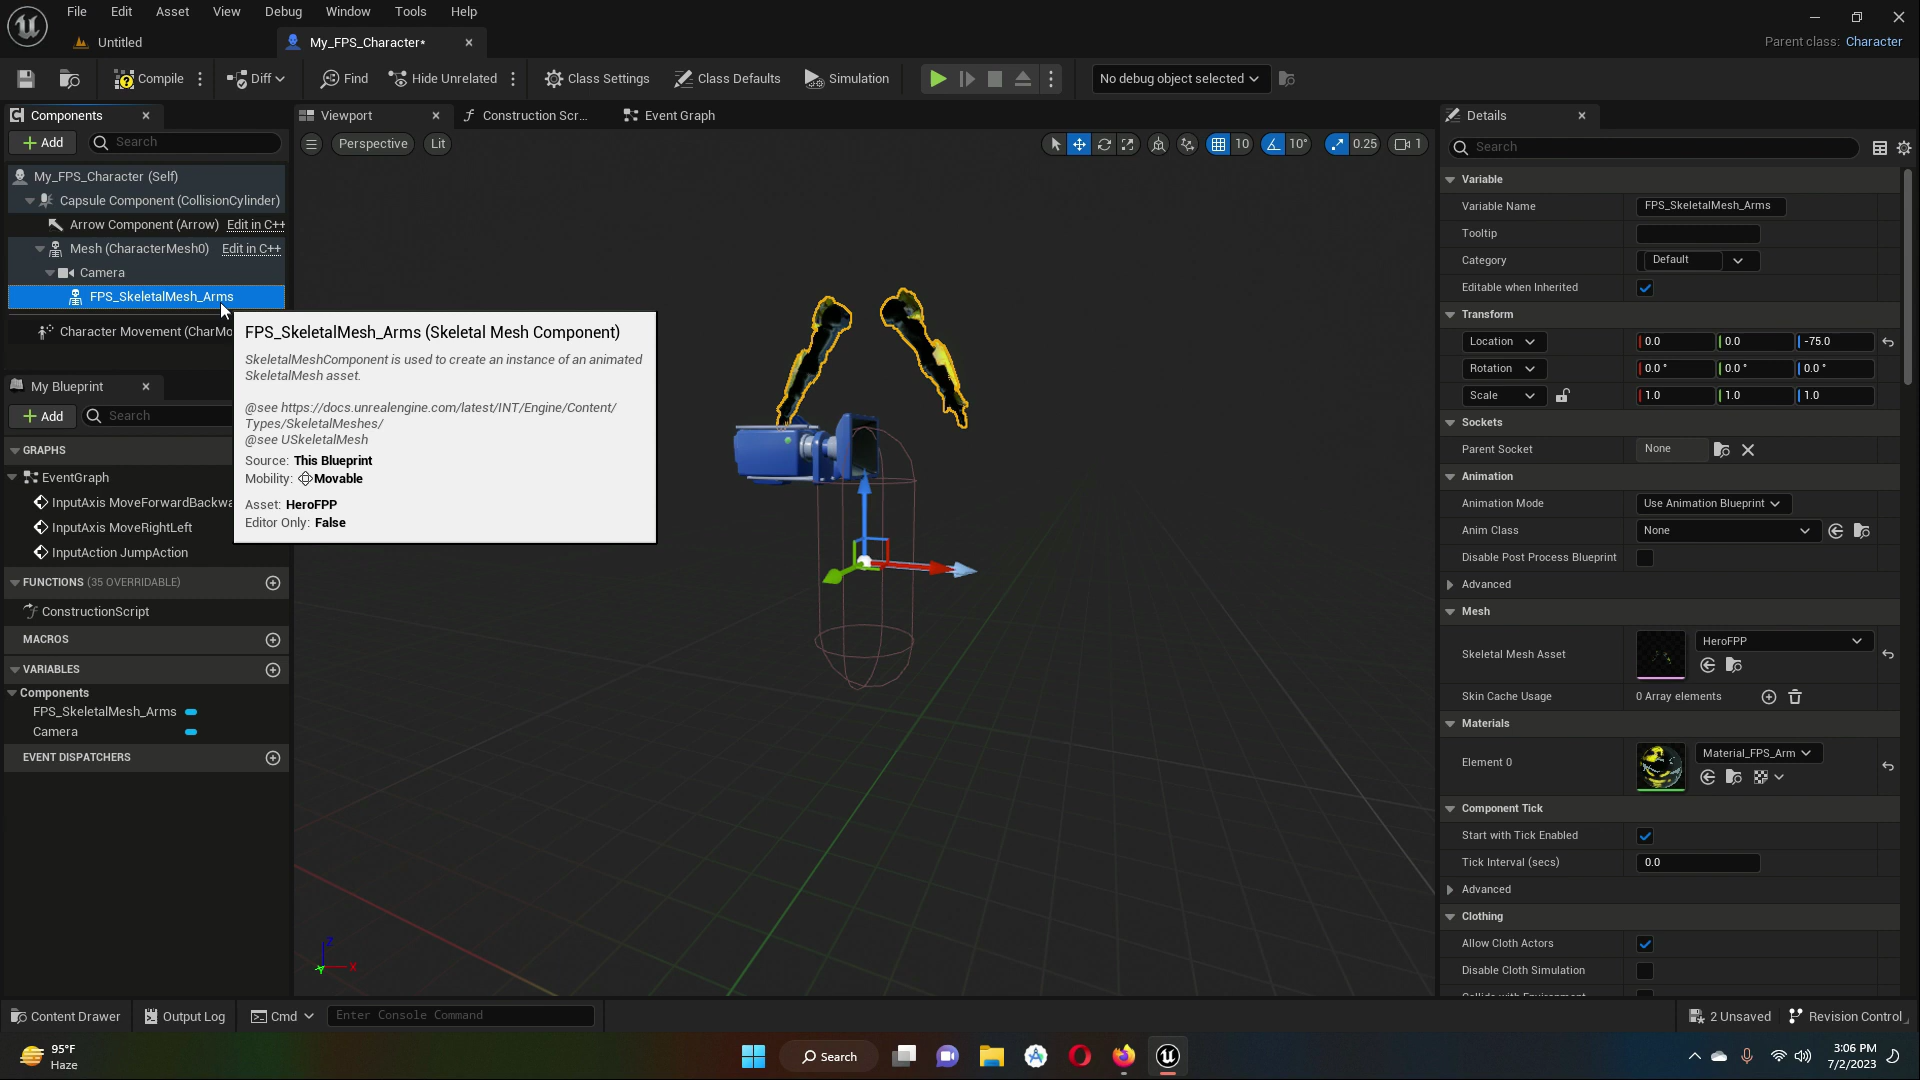 File Edit Asset View Debug Window Tools Help
Untitled
My_FPS_Character*
Parent class: Character
Compile Diff Find Hide Unrelated Class Settings Class Defaults Simulation No debug object selected
Components
Add Search
My_FPS_Character (Self)
Capsule Component (CollisionCylinder)
Arrow Component (Arrow) Edit in C++
Mesh (CharacterMesh0) Edit in C++
Camera
FPS_SkeletalMesh_Arms
Character Movement (CharMo
My Blueprint
Add Search
GRAPHS
EventGraph
InputAxis MoveForwardBackwa
InputAxis MoveRightLeft
InputAction JumpAction
FUNCTIONS (35 OVERRIDABLE)
ConstructionScript
MACROS
VARIABLES
Components
FPS_SkeletalMesh_Arms
Camera
EVENT DISPATCHERS
Viewport Construction Scr... Event Graph
Perspective Lit
10 10° 0.25 1
FPS_SkeletalMesh_Arms (Skeletal Mesh Component)
SkeletalMeshComponent is used to create an instance of an animated
SkeletalMesh asset.
@see https://docs.unrealengine.com/latest/INT/Engine/Content/
Types/SkeletalMeshes/
@see USkeletalMesh
Source: This Blueprint
Mobility: Movable
Asset: HeroFPP
Editor Only: False
Z
Y
X
Details
Search
Variable
Variable Name FPS_SkeletalMesh_Arms
Tooltip
Category Default
Editable when Inherited
Transform
Location 0.0 0.0 -75.0
Rotation 0.0 ° 0.0 ° 0.0 °
Scale 1.0 1.0 1.0
Sockets
Parent Socket None
Animation
Animation Mode Use Animation Blueprint
Anim Class None
Disable Post Process Blueprint
Advanced
Mesh
Skeletal Mesh Asset HeroFPP
Skin Cache Usage 0 Array elements
Materials
Element 0 Material_FPS_Arm
Component Tick
Start with Tick Enabled
Tick Interval (secs) 0.0
Advanced
Clothing
Allow Cloth Actors
Disable Cloth Simulation
Content Drawer Output Log Cmd Enter Console Command 2 Unsaved Revision Control
95°F
Haze
Search
3:06 PM
7/2/2023